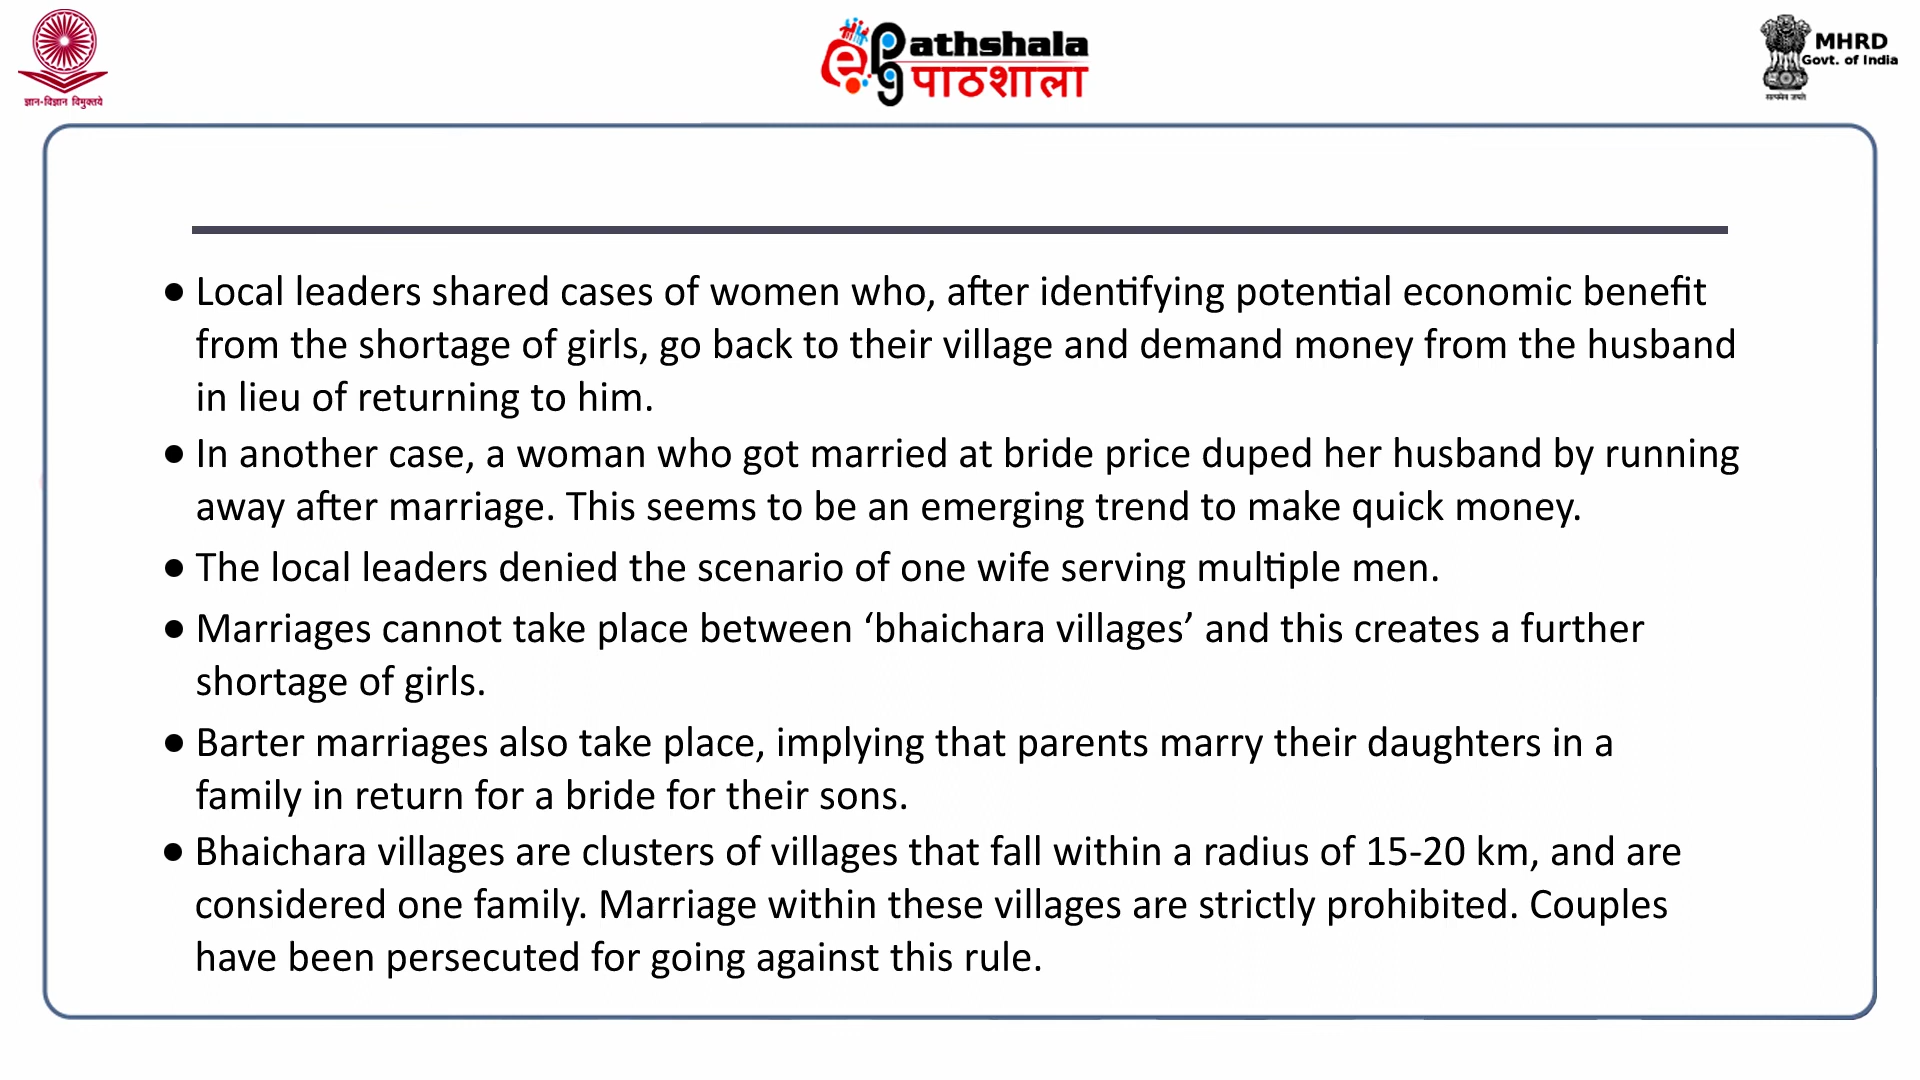 ज्ञान-विज्ञान विमुक्तये
e pg Pathshala
पाठशाला
MHRD
Govt. of India
सत्यमेव जयते
● Local leaders shared cases of women who, after identifying potential economic benefit
from the shortage of girls, go back to their village and demand money from the husband
in lieu of returning to him.
● In another case, a woman who got married at bride price duped her husband by running
away after marriage. This seems to be an emerging trend to make quick money.
● The local leaders denied the scenario of one wife serving multiple men.
● Marriages cannot take place between ‘bhaichara villages’ and this creates a further
shortage of girls.
● Barter marriages also take place, implying that parents marry their daughters in a
family in return for a bride for their sons.
● Bhaichara villages are clusters of villages that fall within a radius of 15-20 km, and are
considered one family. Marriage within these villages are strictly prohibited. Couples
have been persecuted for going against this rule.